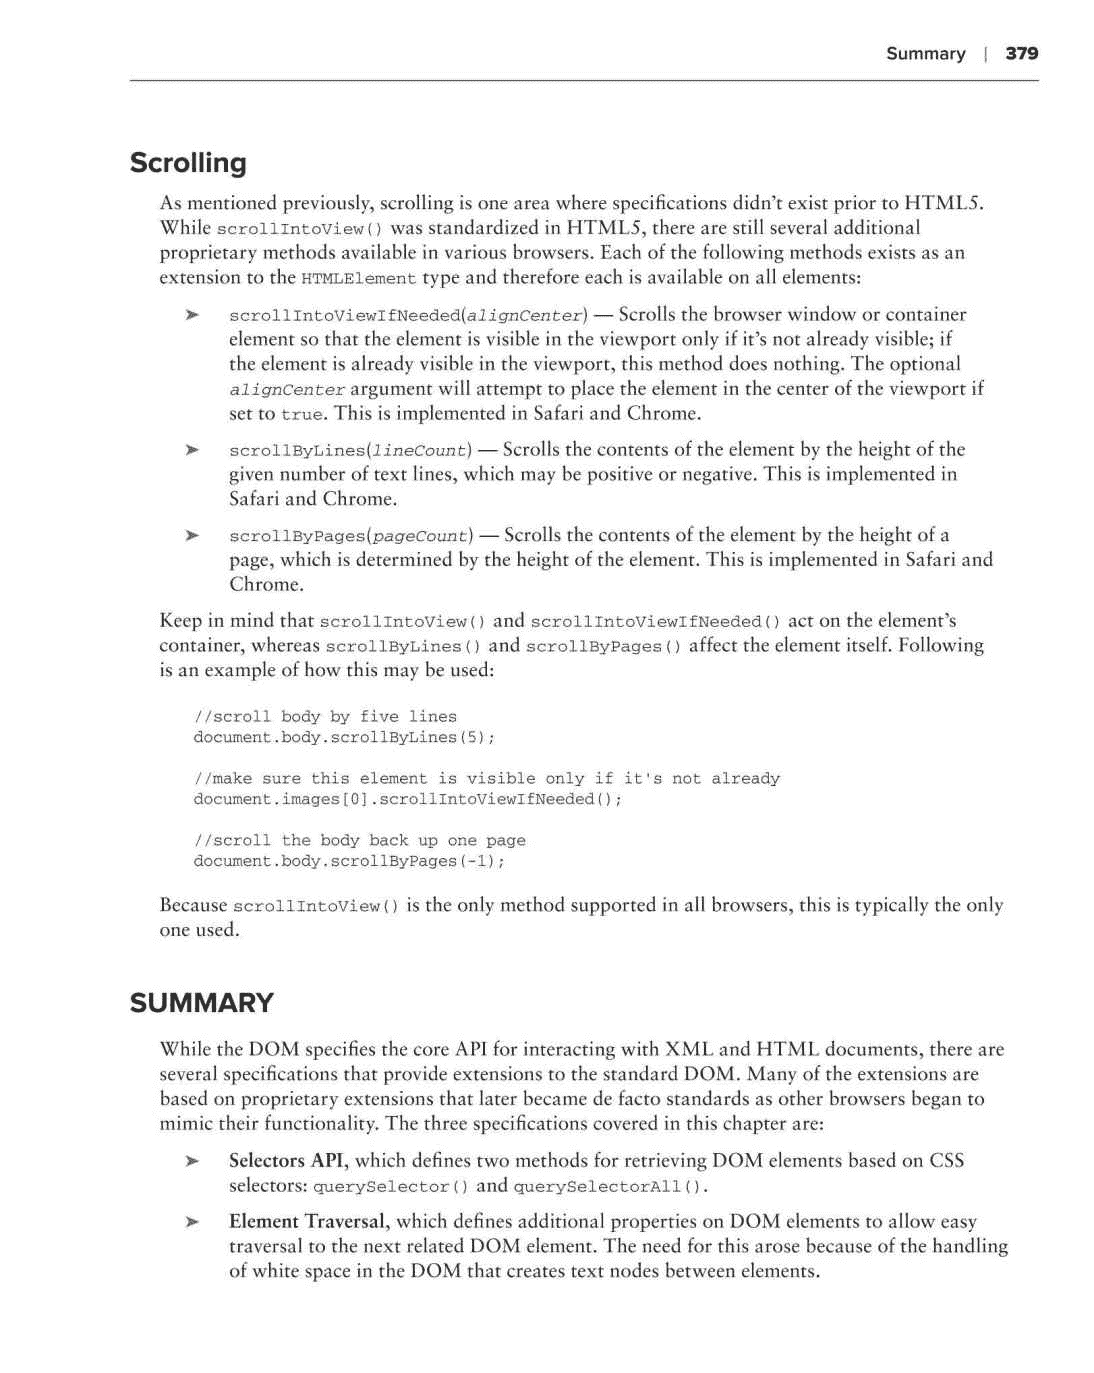 Summary | 379
Scrolling
As mentioned previously, scrolling is one area where specifications didn’t exist prior to HTML5.
While scrollIntoView() was standardized in HTML5, there are still several additional
proprietary methods available in various browsers. Each of the following methods exists as an
extension to the HTMLElement type and therefore each is available on all elements:
➤ scrollIntoViewIfNeeded(alignCenter) — Scrolls the browser window or container
element so that the element is visible in the viewport only if it’s not already visible; if
the element is already visible in the viewport, this method does nothing. The optional
alignCenter argument will attempt to place the element in the center of the viewport if
set to true. This is implemented in Safari and Chrome.
➤ scrollByLines(lineCount) — Scrolls the contents of the element by the height of the
given number of text lines, which may be positive or negative. This is implemented in
Safari and Chrome.
➤ scrollByPages(pageCount) — Scrolls the contents of the element by the height of a
page, which is determined by the height of the element. This is implemented in Safari and
Chrome.
Keep in mind that scrollIntoView() and scrollIntoViewIfNeeded() act on the element’s
container, whereas scrollByLines() and scrollByPages() affect the element itself. Following
is an example of how this may be used:
//scroll body by five lines
document.body.scrollByLines(5);
//make sure this element is visible only if it's not already
document.images[0].scrollIntoViewIfNeeded();
//scroll the body back up one page
document.body.scrollByPages(-1);
Because scrollIntoView() is the only method supported in all browsers, this is typically the only
one used.
SUMMARY
While the DOM specifies the core API for interacting with XML and HTML documents, there are
several specifications that provide extensions to the standard DOM. Many of the extensions are
based on proprietary extensions that later became de facto standards as other browsers began to
mimic their functionality. The three specifications covered in this chapter are:
➤ Selectors API, which defines two methods for retrieving DOM elements based on CSS
selectors: querySelector() and querySelectorAll().
➤ Element Traversal, which defines additional properties on DOM elements to allow easy
traversal to the next related DOM element. The need for this arose because of the handling
of white space in the DOM that creates text nodes between elements.